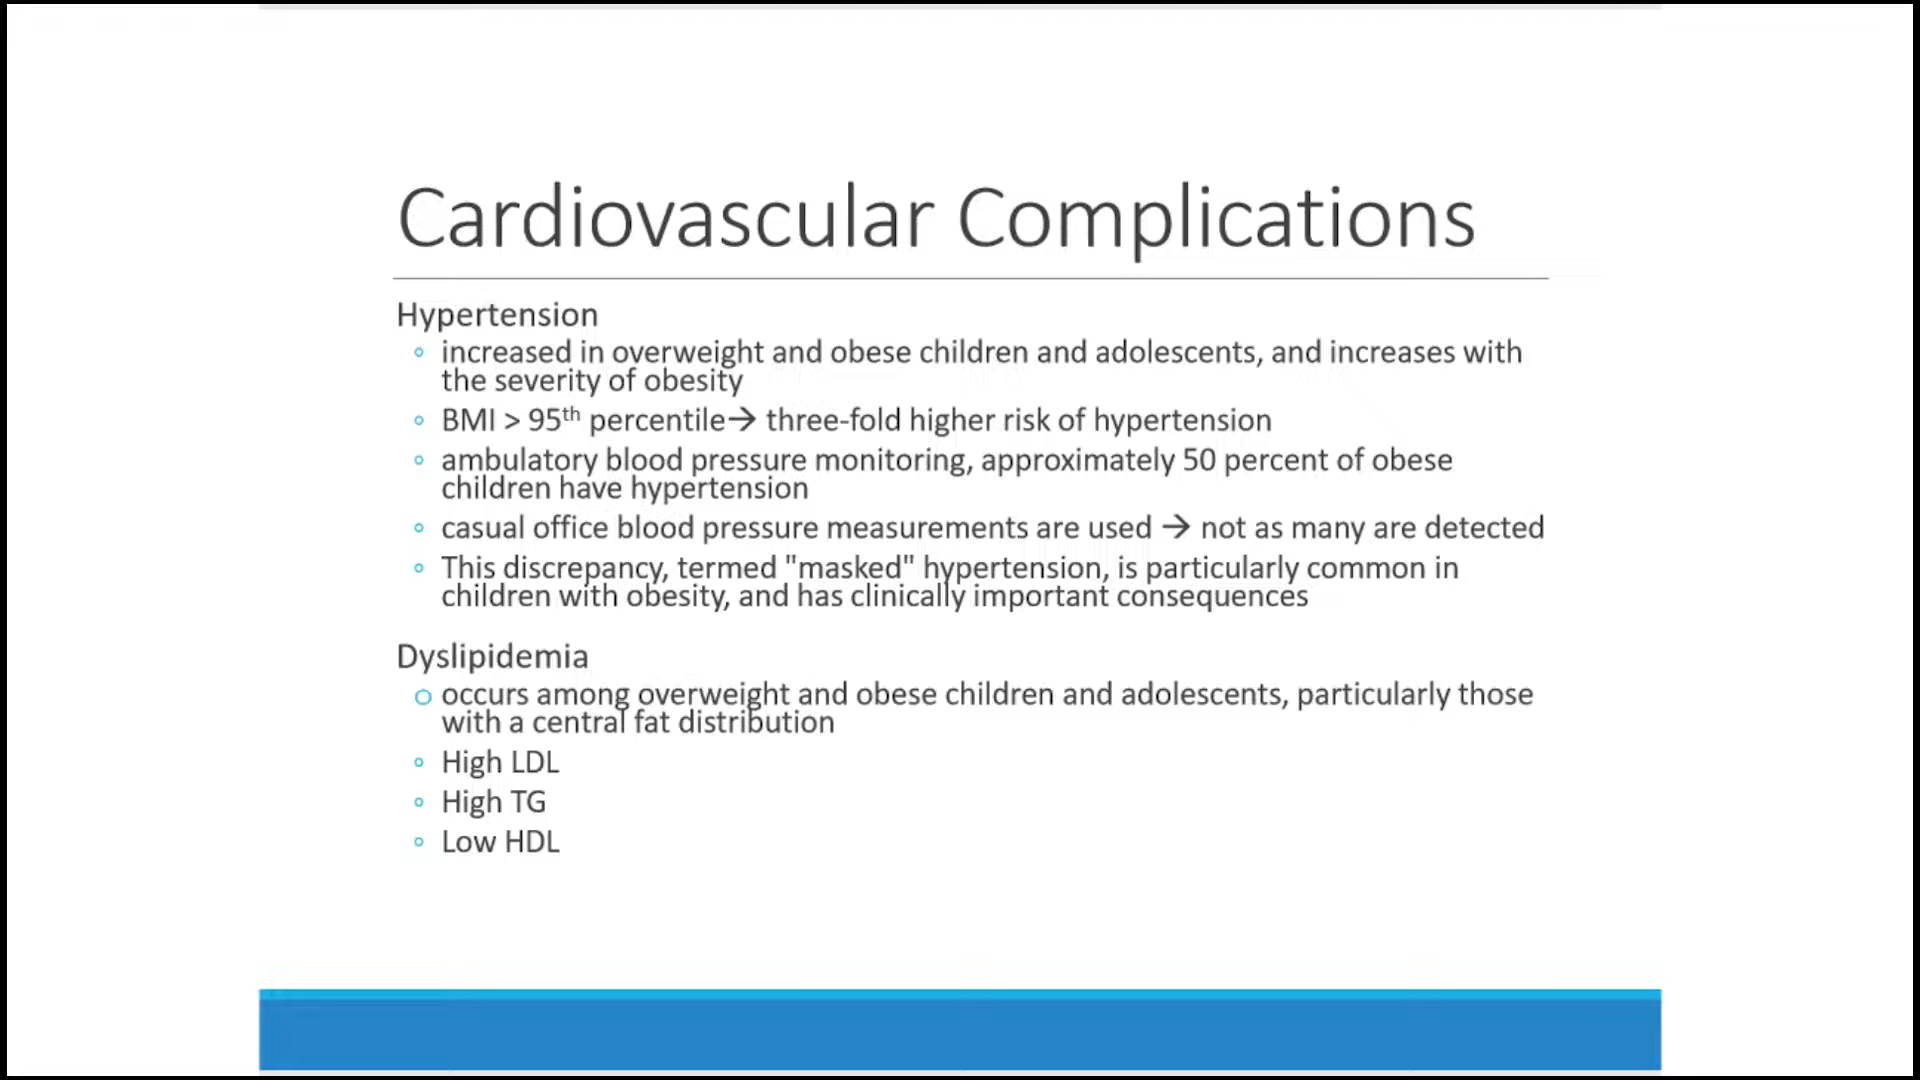 Cardiovascular Complications
Hypertension
◦ increased in overweight and obese children and adolescents, and increases with
the severity of obesity
◦ BMI > 95th percentile→ three-fold higher risk of hypertension
◦ ambulatory blood pressure monitoring, approximately 50 percent of obese
children have hypertension
◦ casual office blood pressure measurements are used → not as many are detected
◦ This discrepancy, termed "masked" hypertension, is particularly common in
children with obesity, and has clinically important consequences
Dyslipidemia
o occurs among overweight and obese children and adolescents, particularly those
with a central fat distribution
◦ High LDL
◦ High TG
◦ Low HDL